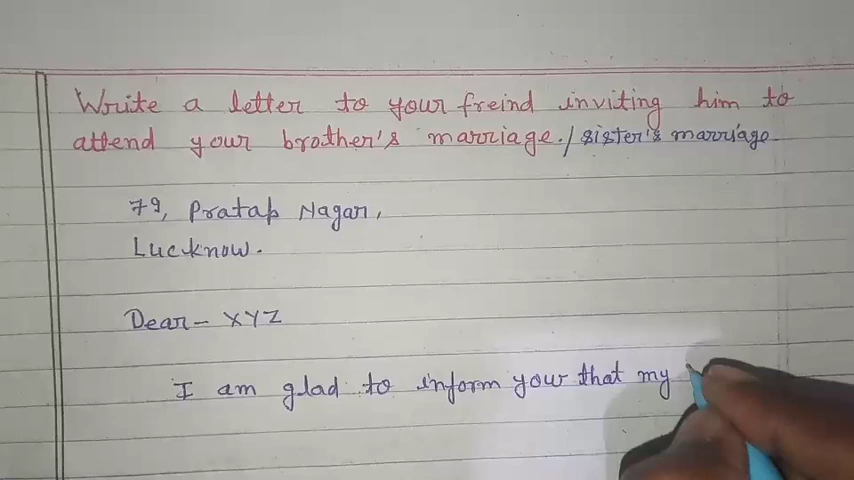 Write a letter to your freind inviting him to
attend your brother's marriage./sister's marriage
79, Pratap Nagar,
Lucknow.
Dear- XYZ
I am glad to inform you that my